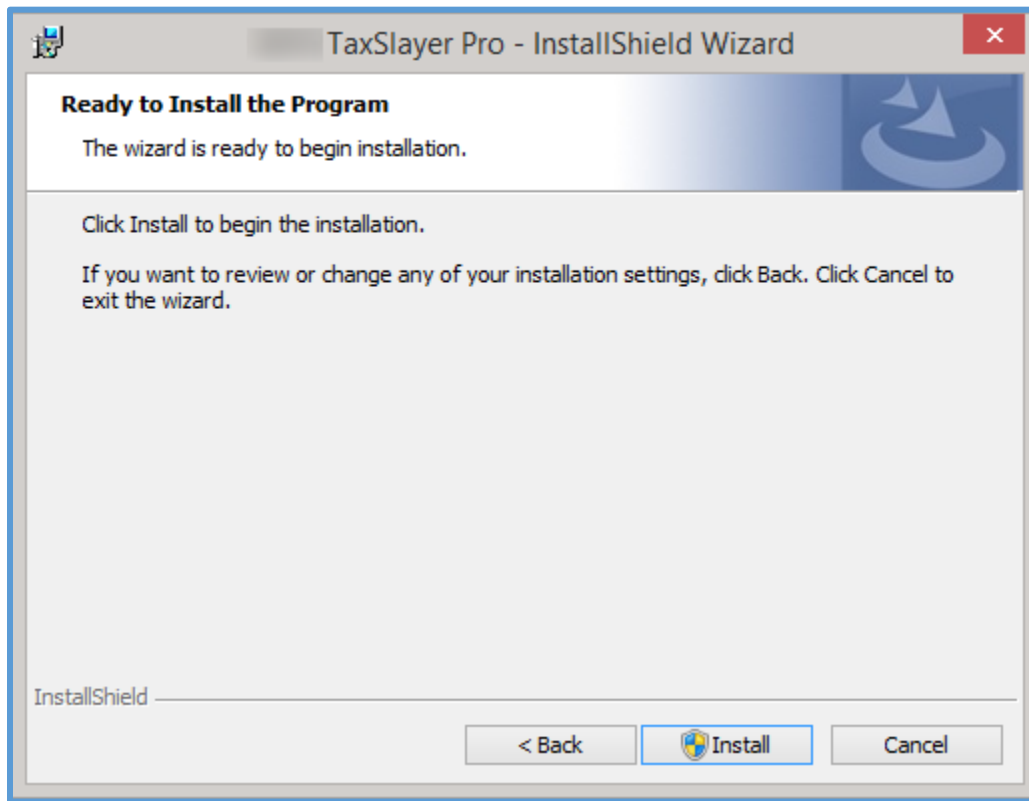 TaxSlayer Pro - InstallShield Wizard
Ready to Install the Program
The wizard is ready to begin installation.
Click Install to begin the installation.
If you want to review or change any of your installation settings, click Back. Click Cancel to
exit the wizard.
InstallShield
< Back
Install
Cancel